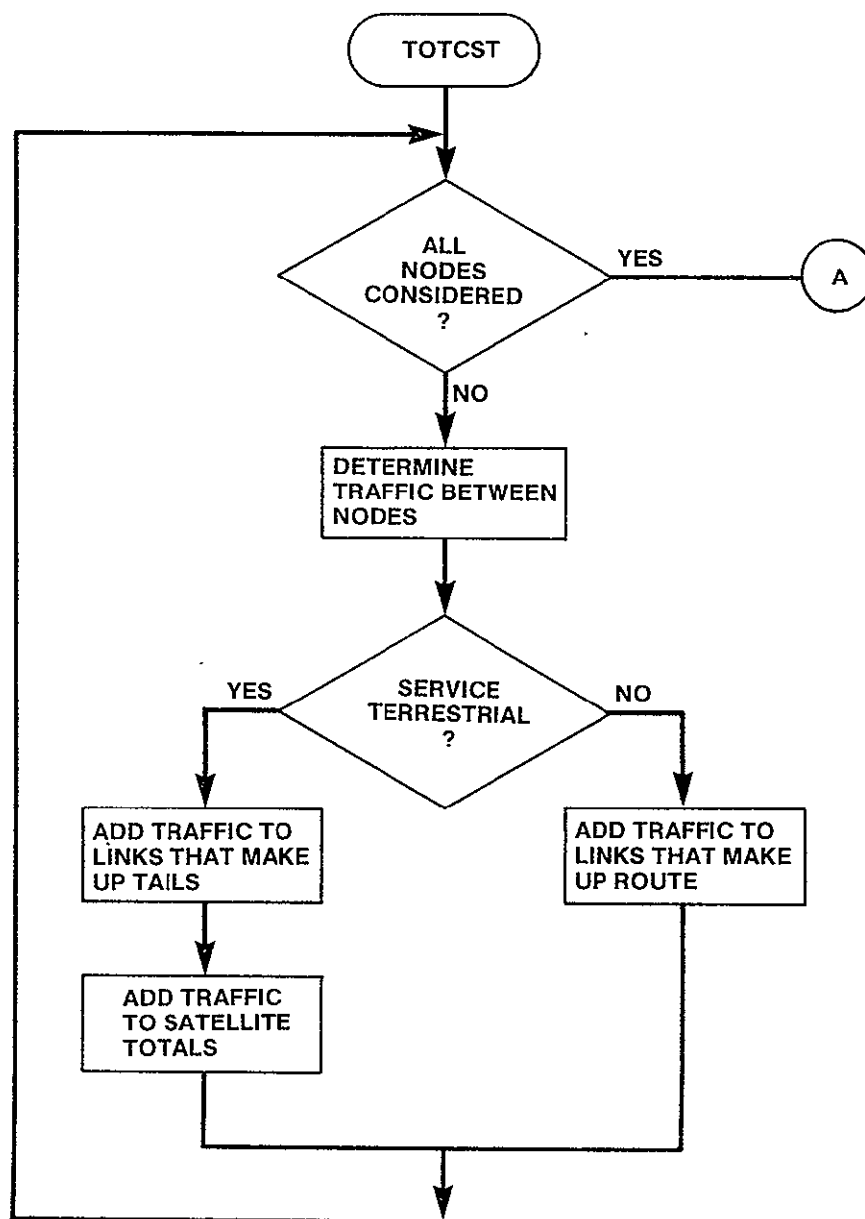 TOTCST
ALL
NODES
CONSIDERED
?
YES
A
NO
DETERMINE
TRAFFIC BETWEEN
NODES
YES
SERVICE
TERRESTRIAL
?
NO
ADD TRAFFIC TO
LINKS THAT MAKE
UP TAILS
ADD TRAFFIC TO
LINKS THAT MAKE
UP ROUTE
ADD TRAFFIC
TO SATELLITE
TOTALS